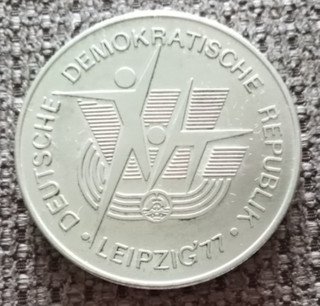 DEUTSCHE DEMOKRATISCHE REPUBLIK
• LEIPZIG'77 •